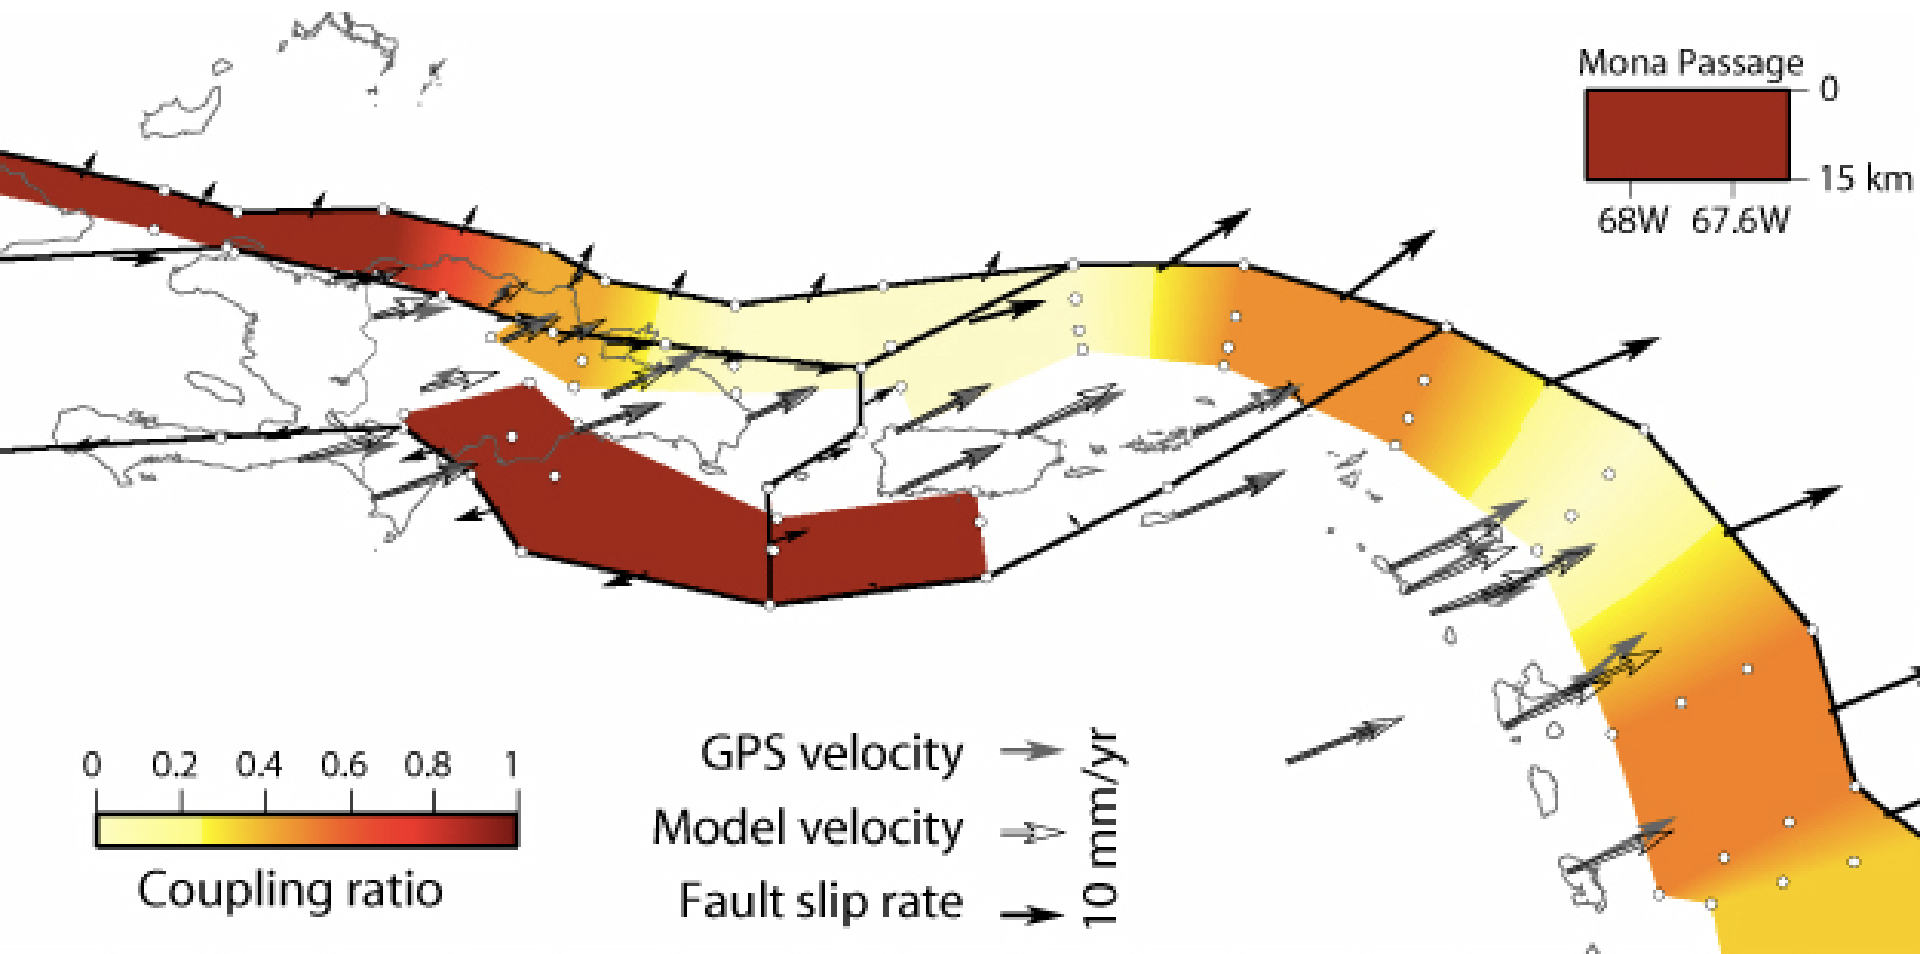 Mona Passage
0
15 km
68W 67.6W
0 0.2 0.4 0.6 0.8 1
Coupling ratio
GPS velocity
Model velocity
Fault slip rate
10 mm/yr